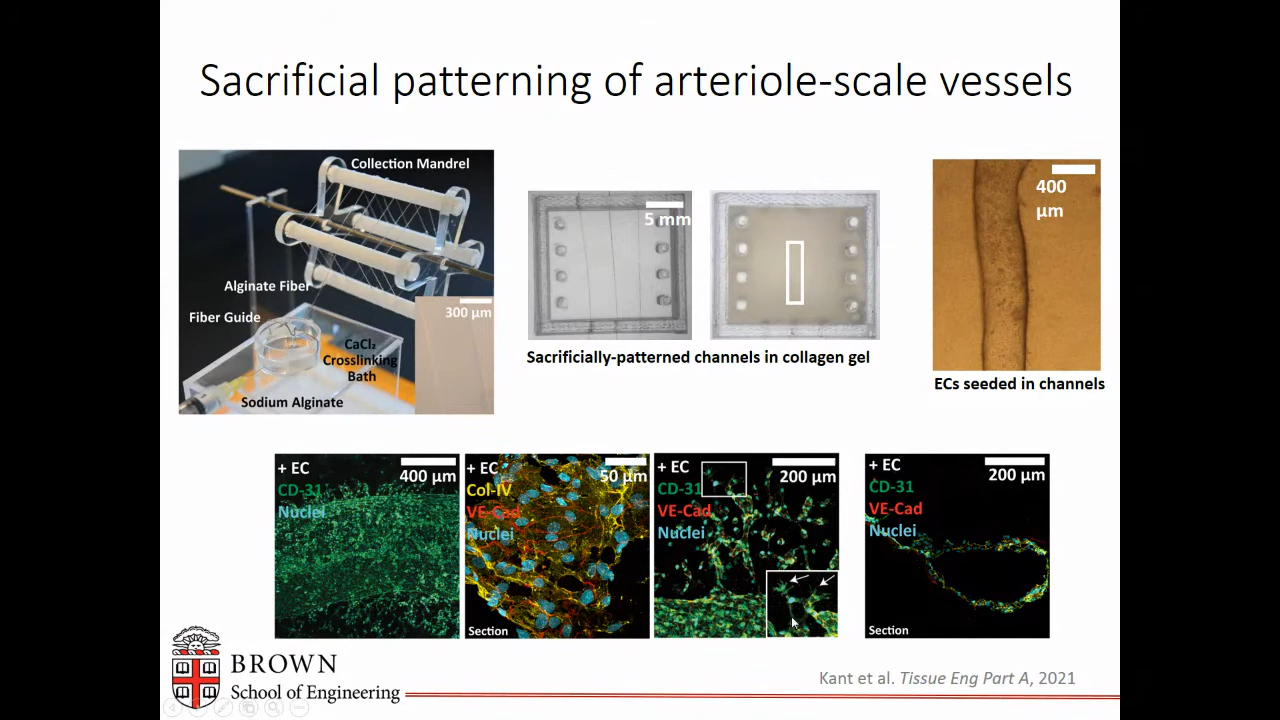 Sacrificial patterning of arteriole-scale vessels
Collection Mandrel
Alginate Fiber
Fiber Guide
CaCl₂
Crosslinking
Bath
Sodium Alginate
300 µm
5 mm
Sacrificially-patterned channels in collagen gel
400
µm
ECs seeded in channels
+ EC
CD-31
Nuclei
400 µm
+ EC
Col-IV
VE-Cad
Nuclei
50 µm
Section
+ EC
CD-31
VE-Cad
Nuclei
200 µm
+ EC
CD-31
VE-Cad
Nuclei
200 µm
Section
BROWN
School of Engineering
Kant et al. Tissue Eng Part A, 2021